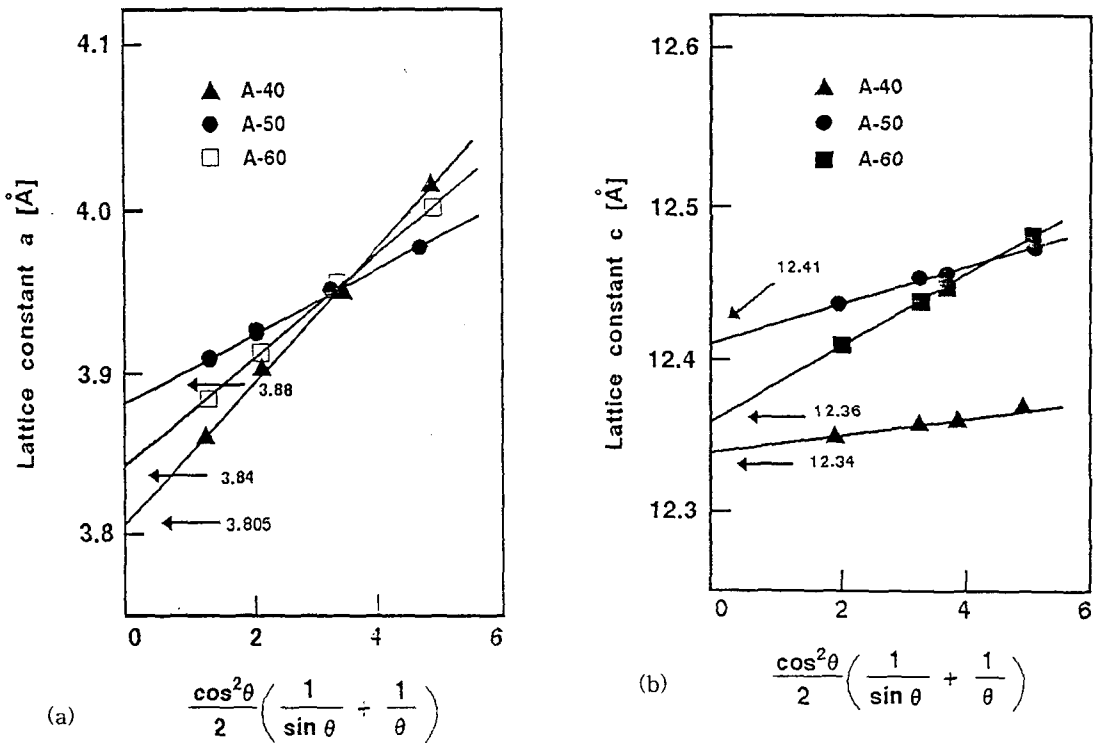 4.1
4.0
3.9
3.8
Lattice constant a [Å]
A-40
A-50
A-60
3.88
3.84
3.805
0 2 4 6
cos²θ/2 ( 1/sin θ ÷ 1/θ )
(a)
12.6
12.5
12.4
12.3
Lattice constant c [Å]
A-40
A-50
A-60
12.41
12.36
12.34
0 2 4 6
cos²θ/2 ( 1/sin θ + 1/θ )
(b)